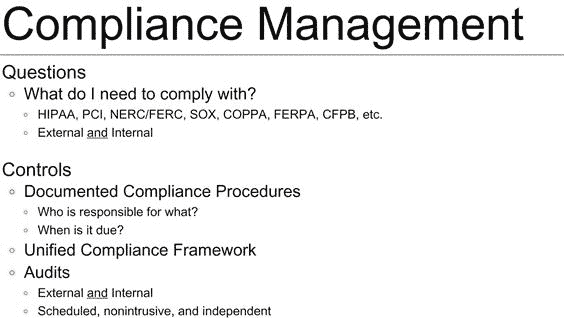 Compliance Management
Questions
What do I need to comply with?
HIPAA, PCI, NERC/FERC, SOX, COPPA, FERPA, CFPB, etc.
External and Internal
Controls
Documented Compliance Procedures
Who is responsible for what?
When is it due?
Unified Compliance Framework
Audits
External and Internal
Scheduled, nonintrusive, and independent